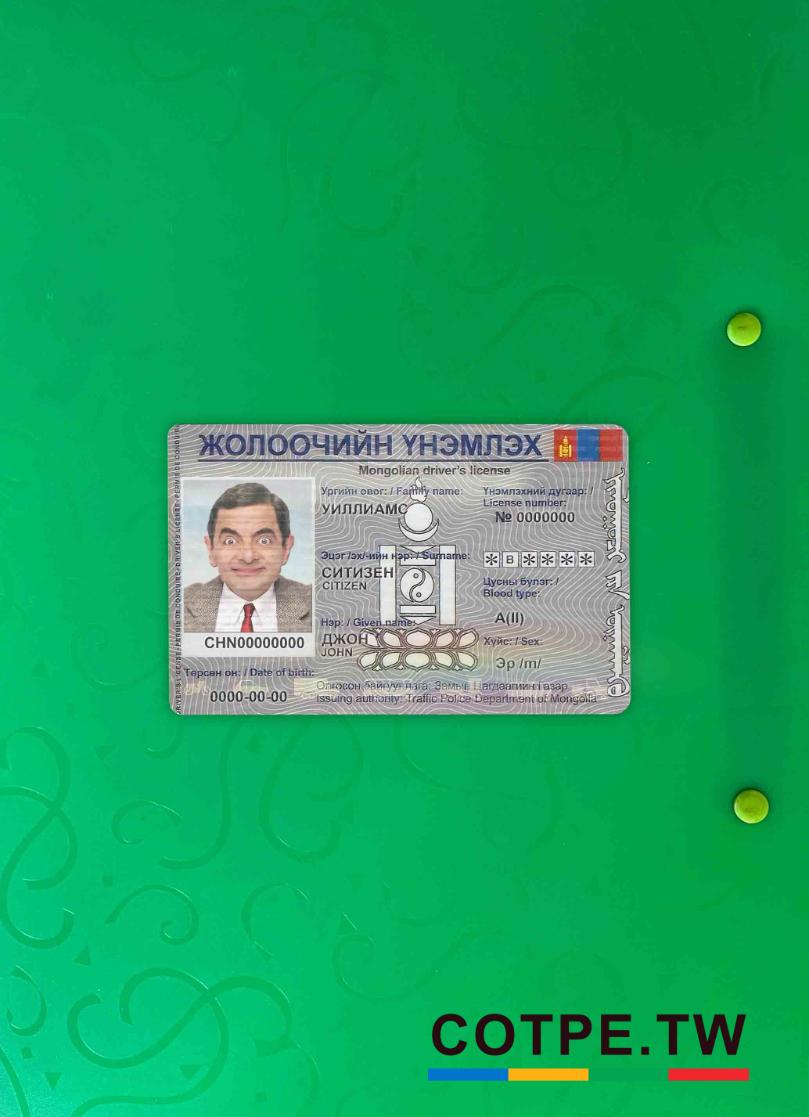 ЖОЛООЧИЙН ҮНЭМЛЭХ
Mongolian driver's license
Ургийн овог: / Family name:
УИЛЛИАМС
Үнэмлэхний дугаар: /
License number:
№ 0000000
Эцэг /эх/-ийн нэр: / Surname:
СИТИЗЕН
CITIZEN
* B * * * *
Цусны бүлэг: /
Blood type:
A(II)
Нэр: / Given name:
ДЖОН
JOHN
Хүйс: / Sex:
Эр /m/
CHN00000000
Төрсөн он: / Date of birth:
0000-00-00
Олгосон байгууллага: Замын Цагдаагийн Газар
Issuing authority: Traffic Police Department of Mongolia
COTPE.TW